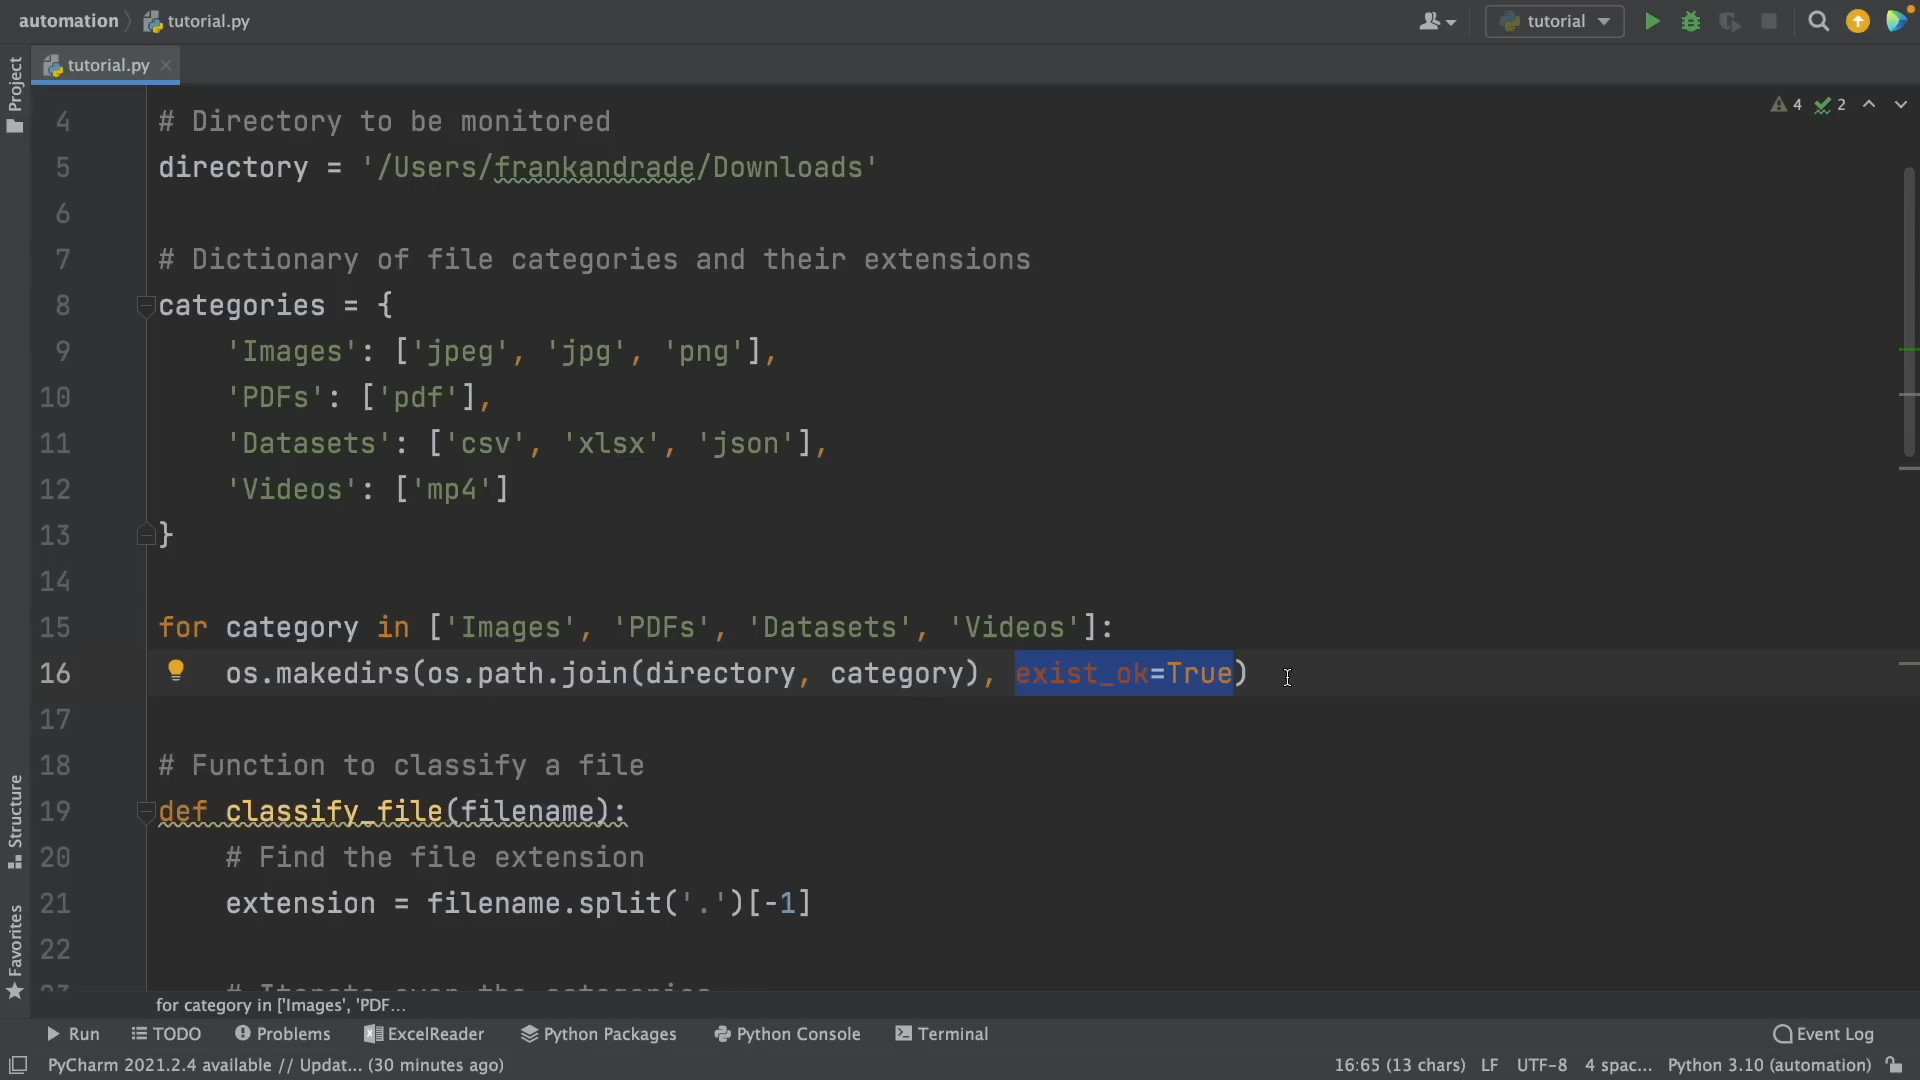 automation tutorial.py tutorial
Project
tutorial.py
4 2
4 # Directory to be monitored
5 directory = '/Users/frankandrade/Downloads'
6
7 # Dictionary of file categories and their extensions
8 categories = {
9 'Images': ['jpeg', 'jpg', 'png'],
10 'PDFs': ['pdf'],
11 'Datasets': ['csv', 'xlsx', 'json'],
12 'Videos': ['mp4']
13 }
14
15 for category in ['Images', 'PDFs', 'Datasets', 'Videos']:
16 os.makedirs(os.path.join(directory, category), exist_ok=True)
17
18 # Function to classify a file
19 def classify_file(filename):
20 # Find the file extension
21 extension = filename.split('.')[-1]
22
Structure
Favorites
for category in ['Images', 'PDF...
Run TODO Problems ExcelReader Python Packages Python Console Terminal Event Log
PyCharm 2021.2.4 available // Updat... (30 minutes ago) 16:65 (13 chars) LF UTF-8 4 spac... Python 3.10 (automation)